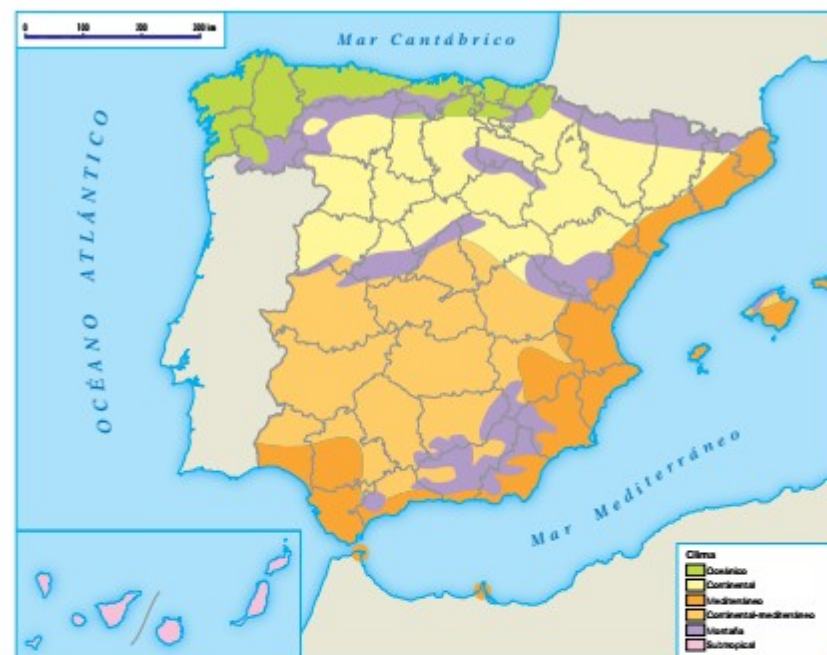 0 100 200 300 km
Mar Cantábrico
OCÉANO ATLÁNTICO
Mar Mediterráneo
Clima
Oceánico
Continental
Mediterráneo
Continental-mediterráneo
Montaña
Subtropical